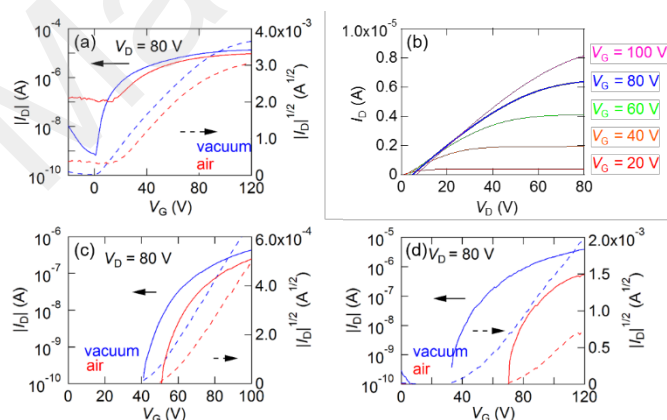 (a) V_D = 80 V
|I_D| (A)
10^-4
10^-6
10^-8
10^-10
0 40 80 120
V_G (V)
4.0x10^-3
3.0
2.0
1.0
0
|I_D|^1/2 (A^1/2)
vacuum
air
(b)
I_D (A)
1.0x10^-5
0.8
0.6
0.4
0.2
0
0 20 40 60 80
V_D (V)
V_G = 100 V
V_G = 80 V
V_G = 60 V
V_G = 40 V
V_G = 20 V
(c) V_D = 80 V
|I_D| (A)
10^-6
10^-7
10^-8
10^-9
10^-10
0 20 40 60 80 100
V_G (V)
6.0x10^-4
4.0
2.0
0
|I_D|^1/2 (A^1/2)
vacuum
air
(d)
V_D = 80 V
|I_D| (A)
10^-5
10^-6
10^-7
10^-8
10^-9
10^-10
0 40 80 120
V_G (V)
2.0x10^-3
1.5
1.0
0.5
0
|I_D|^1/2 (A^1/2)
vacuum
air